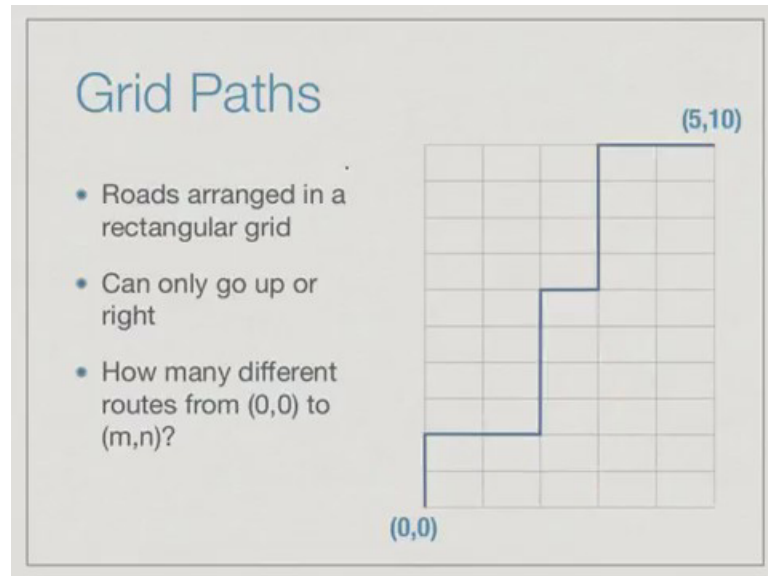 Grid Paths
(5,10)
• Roads arranged in a
rectangular grid
• Can only go up or
right
• How many different
routes from (0,0) to
(m,n)?
(0,0)